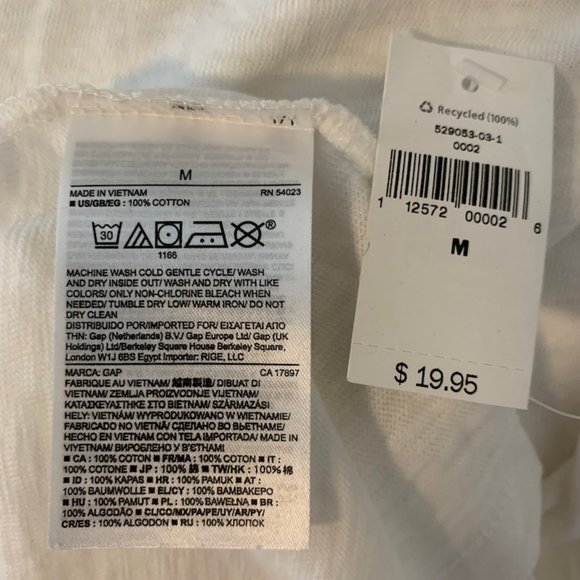 M
MADE IN VIETNAM RN 54023
■ US/GB/EG : 100% COTTON
30
®
1166
MACHINE WASH COLD GENTLE CYCLE/ WASH
AND DRY INSIDE OUT/ WASH AND DRY WITH LIKE
COLORS/ ONLY NON-CHLORINE BLEACH WHEN
NEEDED/ TUMBLE DRY LOW/ WARM IRON/ DO NOT
DRY CLEAN
DISTRIBUIDO POR/IMPORTED FOR/ ΕΙΣΑΓΕΤΑΙ ΑΠΟ
ΤΗΝ: Gap (Netherlands) B.V./ Gap Europe Ltd/ Gap (UK
Holdings) Ltd/Berkeley Square House Berkeley Square,
London W1J 6BS Egypt Importer: RIGE, LLC
MARCA: GAP CA 17897
FABRIQUÉ AU VIETNAM/ 越南製造/ DIBUAT DI
VIETNAM/ ZEMLJA PROIZVODNJE VIJETNAM/
ΚΑΤΑΣΚΕΥΑΣΤΗΚΕ ΣΤΟ ΒΙΕΤΝΑΜ/ SZÁRMAZÁSI
HELY: VIETNÁM/ WYPRODUKOWANO W WIETNAMIE/
FABRICADO NO VIETNÃ/ СДЕЛАНО ВО ВЬЕТНАМЕ/
HECHO EN VIETNAM CON TELA IMPORTADA/ MADE IN
VIYETNAM/ ВИРОБЛЕНО У В'ЄТНАМІ
■ CA : 100% COTON ■ FR/MA : 100% COTON ■ IT :
100% COTONE ■ JP : 100% 綿 ■ TW/HK : 100% 棉
■ ID : 100% KAPAS ■ HR : 100% PAMUK ■ AT :
100% BAUMWOLLE ■ EL/CY : 100% ΒΑΜΒΑΚΕΡΟ
■ HU : 100% PAMUT ■ PL : 100% BAWEŁNA ■ BR :
100% ALGODÃO ■ CL/CO/MX/PA/PE/UY/AR/PY/
CR/ES : 100% ALGODON ■ RU : 100% ХЛОПОК
Recycled (100%)
529053-03-1
0002
1 12572 00002 6
M
$ 19.95